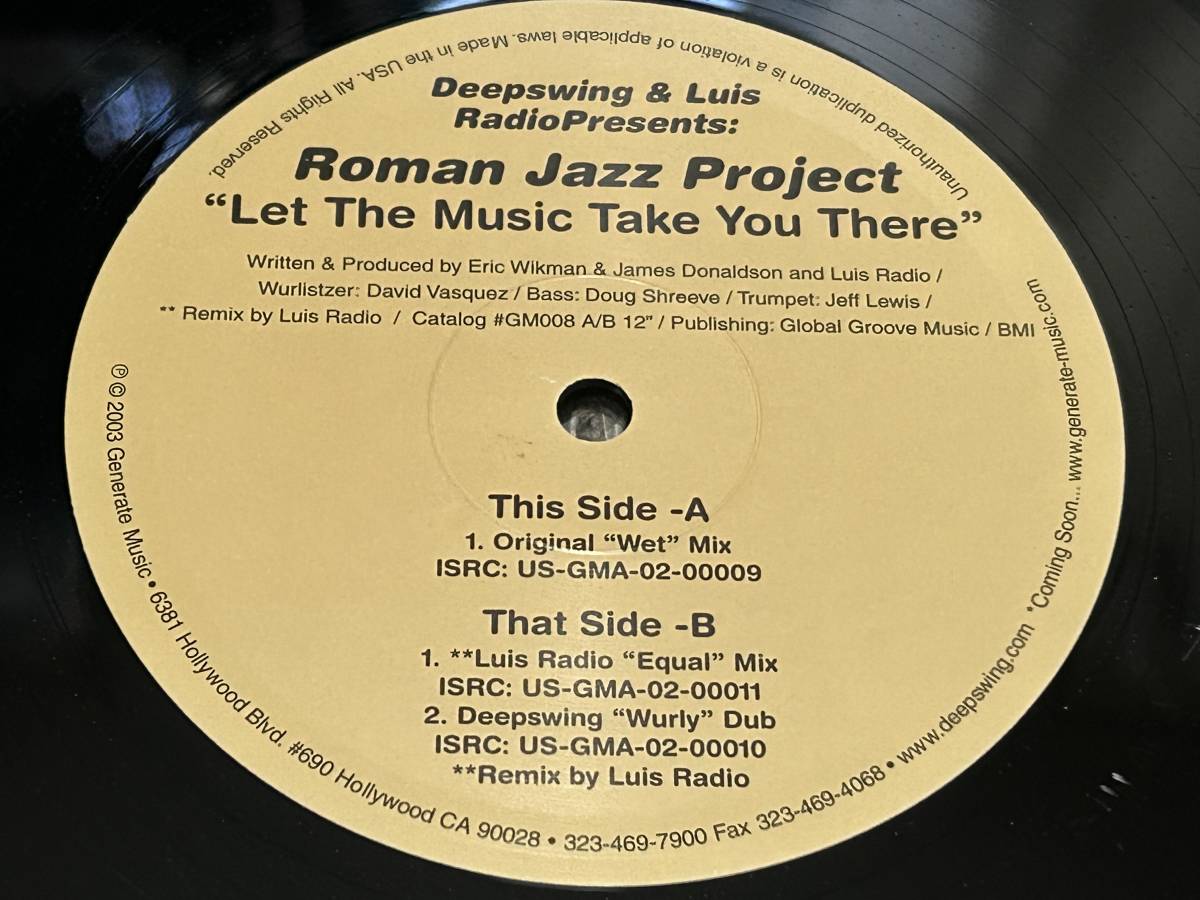 Deepswing & Luis
RadioPresents:
Roman Jazz Project
“Let The Music Take You There”
Written & Produced by Eric Wikman & James Donaldson and Luis Radio /
Wurlistzer: David Vasquez / Bass: Doug Shreeve / Trumpet: Jeff Lewis /
** Remix by Luis Radio / Catalog #GM008 A/B 12” / Publishing: Global Groove Music / BMI
This Side -A
1. Original “Wet” Mix
ISRC: US-GMA-02-00009
That Side -B
1. **Luis Radio “Equal” Mix
ISRC: US-GMA-02-00011
2. Deepswing “Wurly” Dub
ISRC: US-GMA-02-00010
**Remix by Luis Radio
℗ © 2003 Generate Music • 6381 Hollywood Blvd. #690 Hollywood CA 90028 • 323-469-7900 Fax 323-469-4068 • www.deepswing.com *Coming Soon... www.generate-music.com
Unauthorized duplication is a violation of applicable laws. Made in the USA. All Rights Reserved.